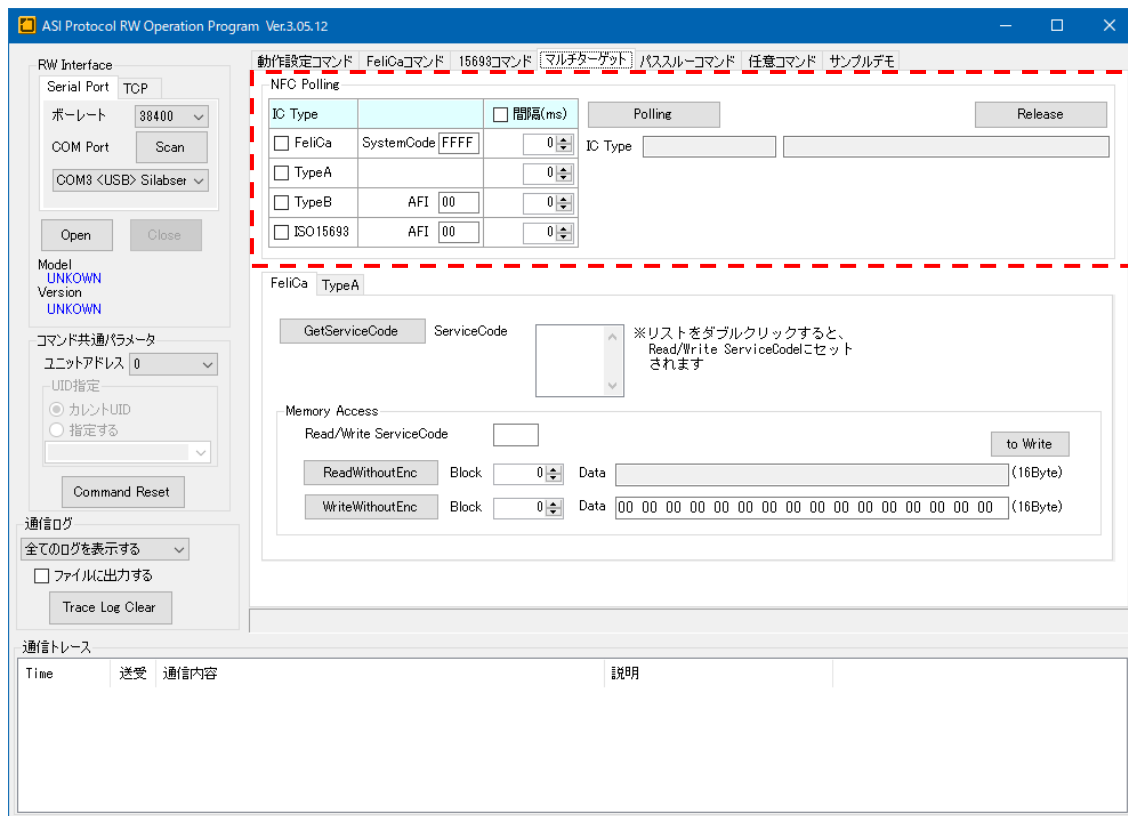 ASI Protocol RW Operation Program Ver.3.05.12
RW Interface
Serial Port TCP
ボーレート 38400
COM Port Scan
COM3 <USB> Silabser
Open Close
Model
UNKOWN
Version
UNKOWN
コマンド共通パラメータ
ユニットアドレス 0
UID指定
カレントUID
指定する
Command Reset
通信ログ
全てのログを表示する
ファイルに出力する
Trace Log Clear
動作設定コマンド FeliCaコマンド 15693コマンド マルチターゲット パススルーコマンド 任意コマンド サンプルデモ
NFC Polling
IC Type 間隔(ms) Polling Release
FeliCa SystemCode FFFF 0 IC Type
TypeA 0
TypeB AFI 00 0
ISO15693 AFI 00 0
FeliCa TypeA
GetServiceCode ServiceCode ※リストをダブルクリックすると、
Read/Write ServiceCodeにセット
されます
Memory Access
Read/Write ServiceCode to Write
ReadWithoutEnc Block 0 Data (16Byte)
WriteWithoutEnc Block 0 Data 00 00 00 00 00 00 00 00 00 00 00 00 00 00 00 00 (16Byte)
通信トレース
Time 送受 通信内容 説明